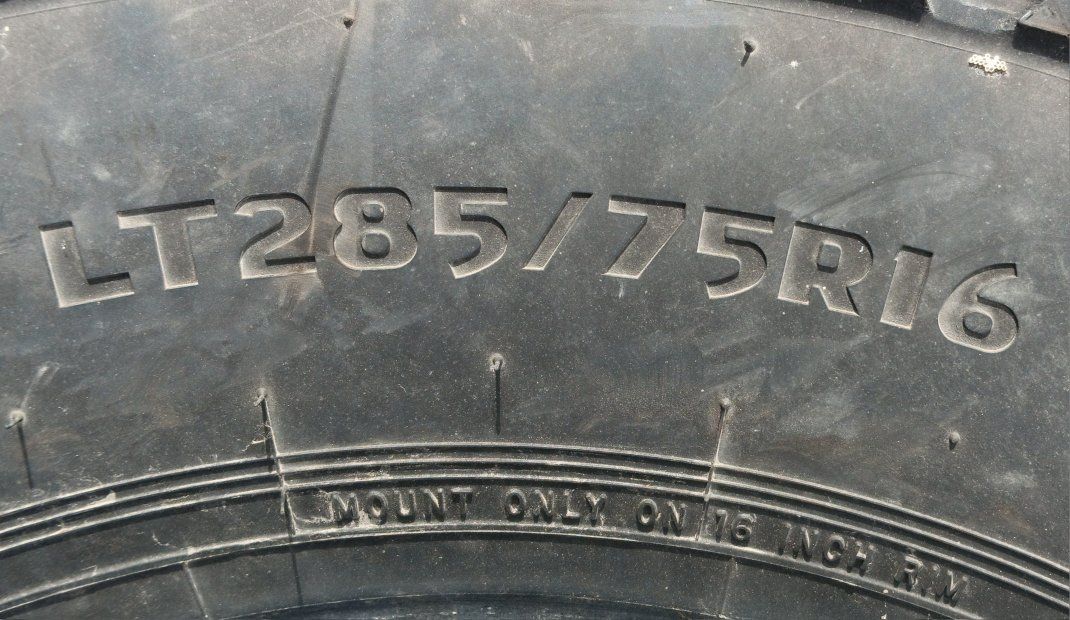 LT285/75R16
MOUNT ONLY ON 16 INCH RIM